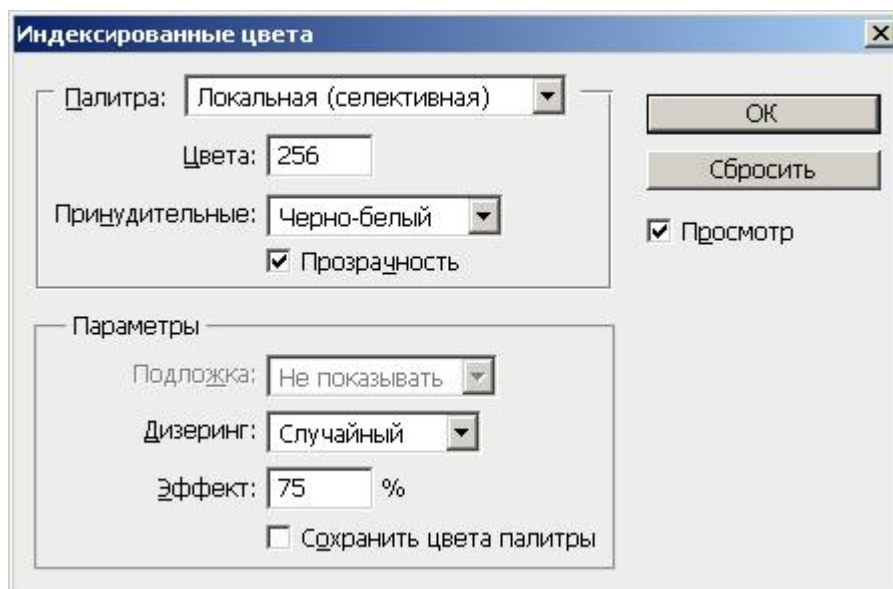 Индексированные цвета
Палитра: Локальная (селективная)
OK
Цвета: 256
Сбросить
Принудительные: Черно-белый
Просмотр
Прозрачность
Параметры
Подложка: Не показывать
Дизеринг: Случайный
Эффект: 75 %
Сохранить цвета палитры